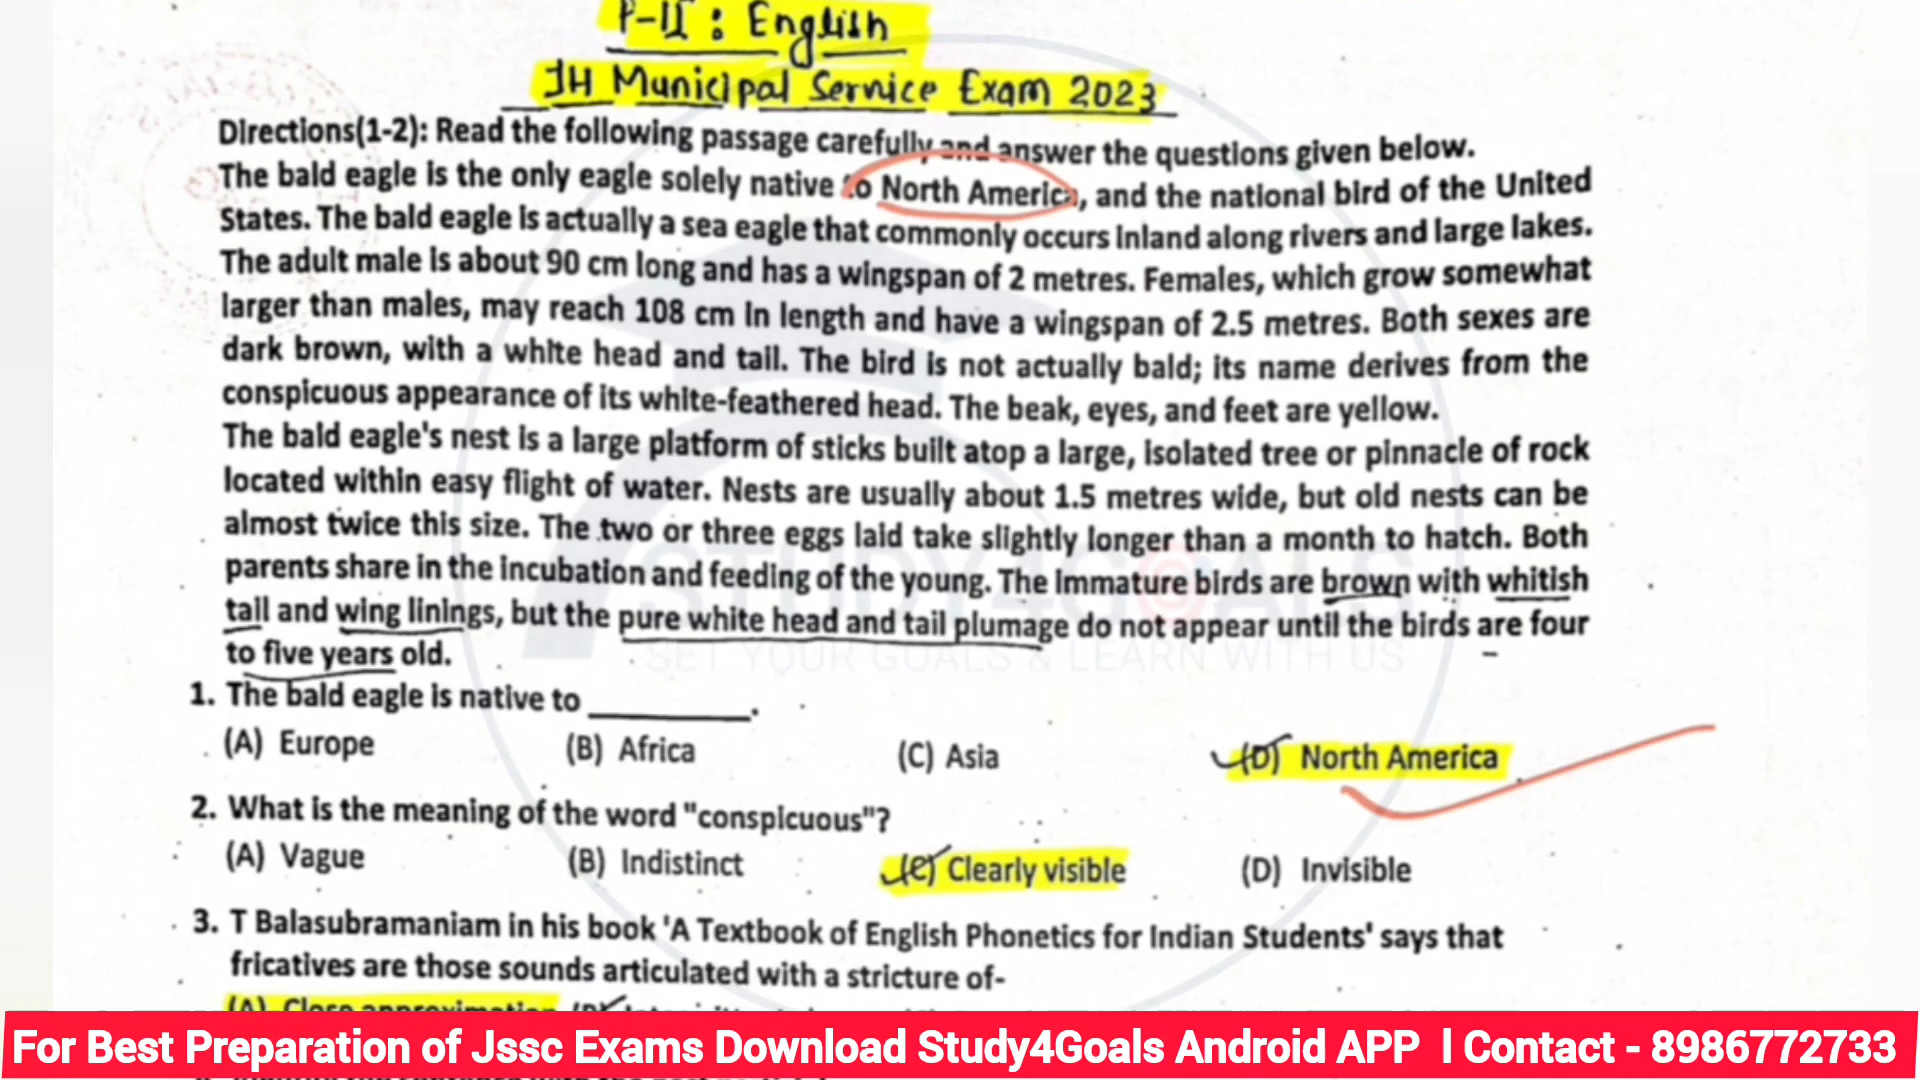 P-II : English
JH Municipal Service Exam 2023
Directions(1-2): Read the following passage carefully and answer the questions given below.
The bald eagle is the only eagle solely native to North America, and the national bird of the United
States. The bald eagle is actually a sea eagle that commonly occurs inland along rivers and large lakes.
The adult male is about 90 cm long and has a wingspan of 2 metres. Females, which grow somewhat
larger than males, may reach 108 cm in length and have a wingspan of 2.5 metres. Both sexes are
dark brown, with a white head and tail. The bird is not actually bald; its name derives from the
conspicuous appearance of its white-feathered head. The beak, eyes, and feet are yellow.
The bald eagle's nest is a large platform of sticks built atop a large, isolated tree or pinnacle of rock
located within easy flight of water. Nests are usually about 1.5 metres wide, but old nests can be
almost twice this size. The two or three eggs laid take slightly longer than a month to hatch. Both
parents share in the incubation and feeding of the young. The immature birds are brown with whitish
tail and wing linings, but the pure white head and tail plumage do not appear until the birds are four
to five years old.
STUDY4GOALS
SET YOUR GOALS & LEARN WITH US
1. The bald eagle is native to ________.
(A) Europe (B) Africa (C) Asia (D) North America
2. What is the meaning of the word "conspicuous"?
(A) Vague (B) Indistinct (C) Clearly visible (D) Invisible
3. T Balasubramaniam in his book 'A Textbook of English Phonetics for Indian Students' says that
fricatives are those sounds articulated with a stricture of-
(A) Close approximation
For Best Preparation of Jssc Exams Download Study4Goals Android APP | Contact - 8986772733